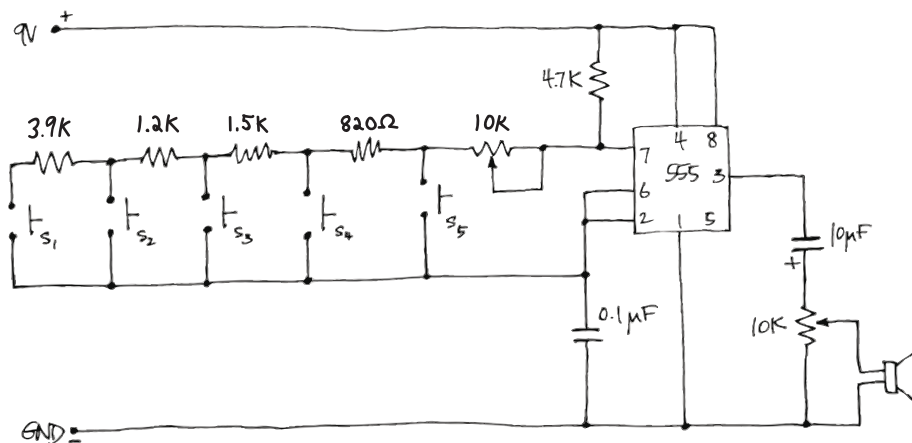 9V +
4.7K
3.9K 1.2K 1.5K 820Ω 10K
7 4 8
555 3
6
2 1 5
S1 S2 S3 S4 S5
10µF
+
0.1µF
10K
GND -